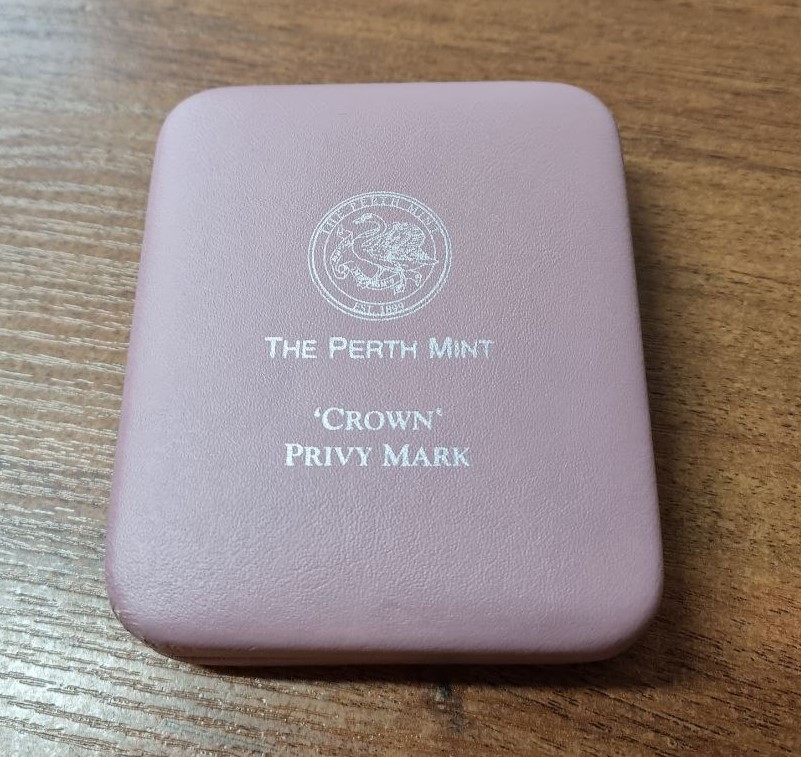 THE PERTH MINT
EST. 1899
THE PERTH MINT
‘CROWN‘
PRIVY MARK